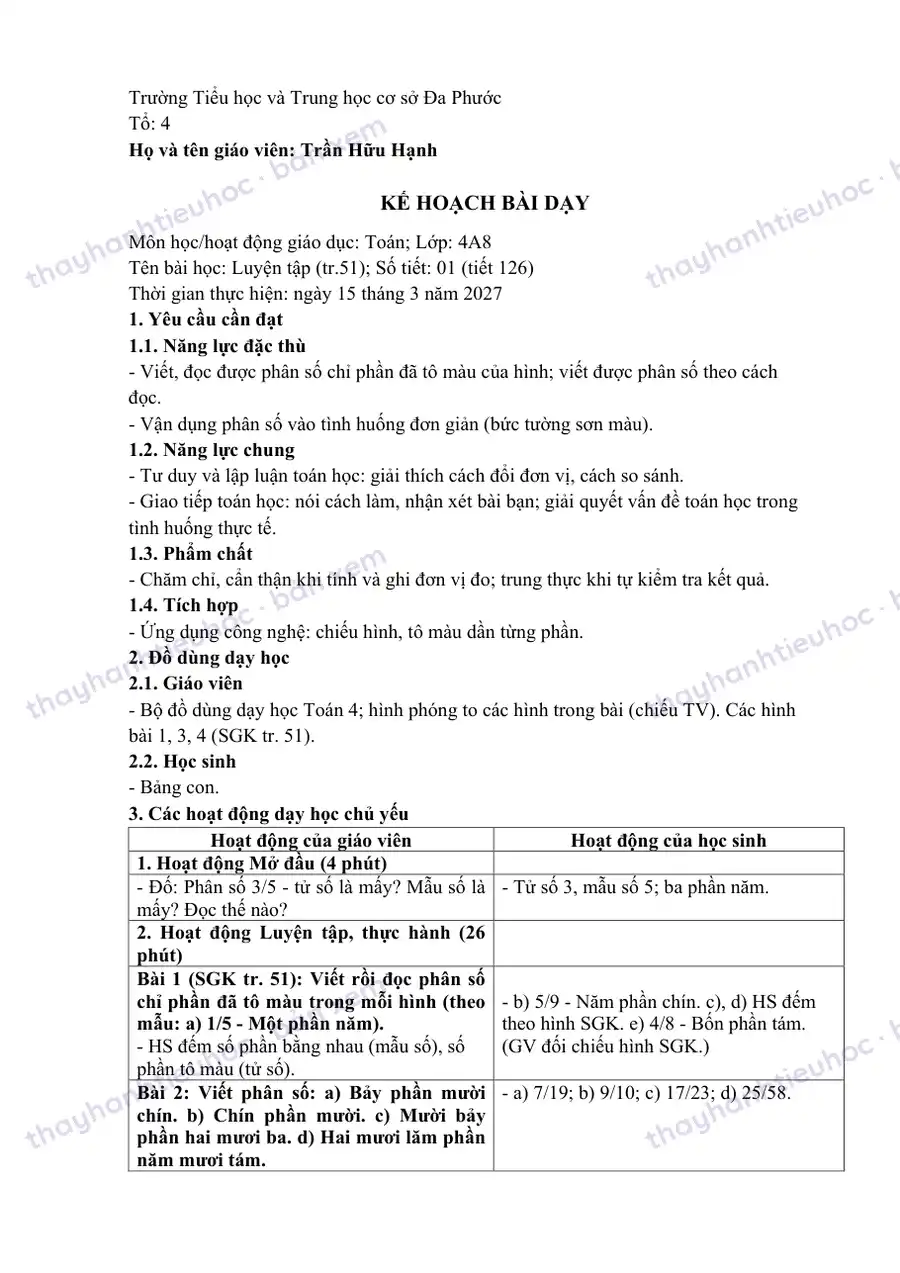 Trường Tiểu học và Trung học cơ sở Đa Phước
Tổ: 4
Họ và tên giáo viên: Trần Hữu Hạnh
KẾ HOẠCH BÀI DẠY
Môn học/hoạt động giáo dục: Toán; Lớp: 4A8
Tên bài học: Luyện tập (tr.51); Số tiết: 01 (tiết 126)
Thời gian thực hiện: ngày 15 tháng 3 năm 2027
1. Yêu cầu cần đạt
1.1. Năng lực đặc thù
- Viết, đọc được phân số chỉ phần đã tô màu của hình; viết được phân số theo cách
đọc.
- Vận dụng phân số vào tình huống đơn giản (bức tường sơn màu).
1.2. Năng lực chung
- Tư duy và lập luận toán học: giải thích cách đổi đơn vị, cách so sánh.
- Giao tiếp toán học: nói cách làm, nhận xét bài bạn; giải quyết vấn đề toán học trong
tình huống thực tế.
1.3. Phẩm chất
- Chăm chỉ, cẩn thận khi tính và ghi đơn vị đo; trung thực khi tự kiểm tra kết quả.
1.4. Tích hợp
- Ứng dụng công nghệ: chiếu hình, tô màu dần từng phần.
2. Đồ dùng dạy học
2.1. Giáo viên
- Bộ đồ dùng dạy học Toán 4; hình phóng to các hình trong bài (chiếu TV). Các hình
bài 1, 3, 4 (SGK tr. 51).
2.2. Học sinh
- Bảng con.
3. Các hoạt động dạy học chủ yếu
Hoạt động của giáo viên
Hoạt động của học sinh
1. Hoạt động Mở đầu (4 phút)
- Đố: Phân số 3/5 - tử số là mấy? Mẫu số là
mấy? Đọc thế nào?
- Tử số 3, mẫu số 5; ba phần năm.
2. Hoạt động Luyện tập, thực hành (26
phút)
Bài 1 (SGK tr. 51): Viết rồi đọc phân số
chỉ phần đã tô màu trong mỗi hình (theo
mẫu: a) 1/5 - Một phần năm).
- HS đếm số phần bằng nhau (mẫu số), số
phần tô màu (tử số).
- b) 5/9 - Năm phần chín. c), d) HS đếm
theo hình SGK. e) 4/8 - Bốn phần tám.
(GV đối chiếu hình SGK.)
Bài 2: Viết phân số: a) Bảy phần mười
chín. b) Chín phần mười. c) Mười bảy
phần hai mươi ba. d) Hai mươi lăm phần
năm mươi tám.
- a) 7/19; b) 9/10; c) 17/23; d) 25/58.
thayhanhtieuhoc · bản xem
thayhanhtieuhoc · b
thayhanhtieuhoc · bản xem
thayhanhtieuhoc · b
thayhanhtieuhoc · bản xem
thayhanhtieuhoc · b